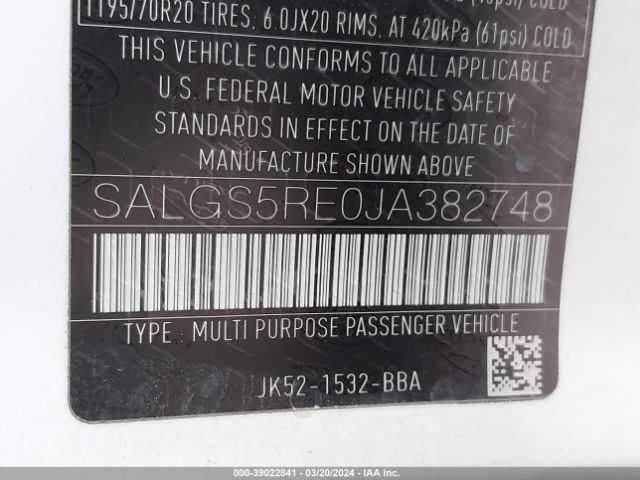 T195/70R20 TIRES, 6.0JX20 RIMS, AT 420kPa (61psi) COLD
THIS VEHICLE CONFORMS TO ALL APPLICABLE
U.S. FEDERAL MOTOR VEHICLE SAFETY
STANDARDS IN EFFECT ON THE DATE OF
MANUFACTURE SHOWN ABOVE
SALGS5RE0JA382748
TYPE : MULTI PURPOSE PASSENGER VEHICLE
JK52-1532-BBA
©COPY-39022841 / 03/20/2024 - IAA Inc.